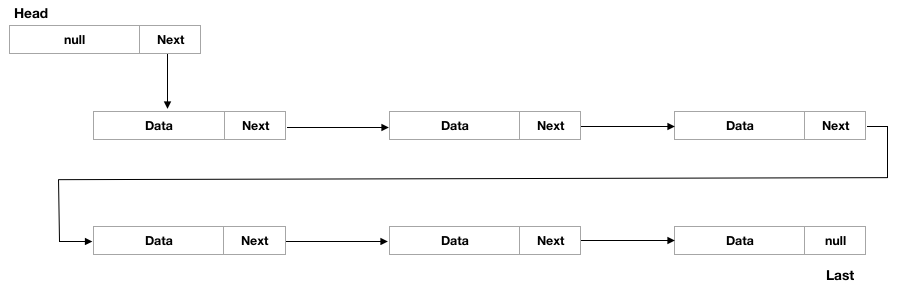 Head
null Next
Data Next Data Next Data Next
Data Next Data Next Data null
Last